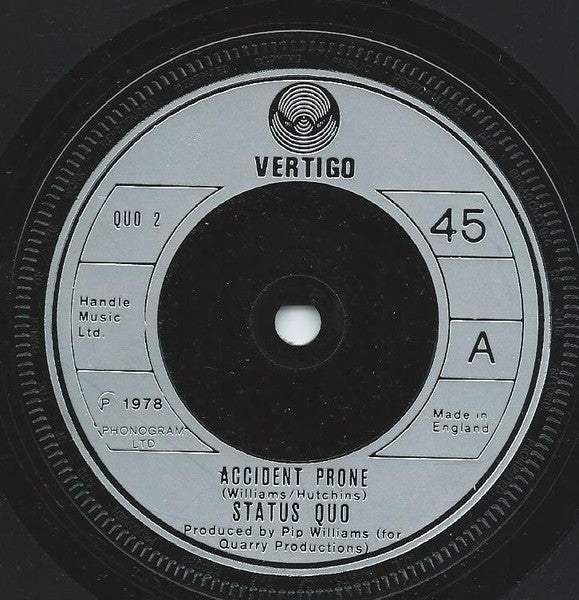 VERTIGO
QUO 2
45
Handle
Music
Ltd.
A
℗ 1978
PHONOGRAM
LTD
Made in
England
ACCIDENT PRONE
(Williams/Hutchins)
STATUS QUO
Produced by Pip Williams (for
Quarry Productions)